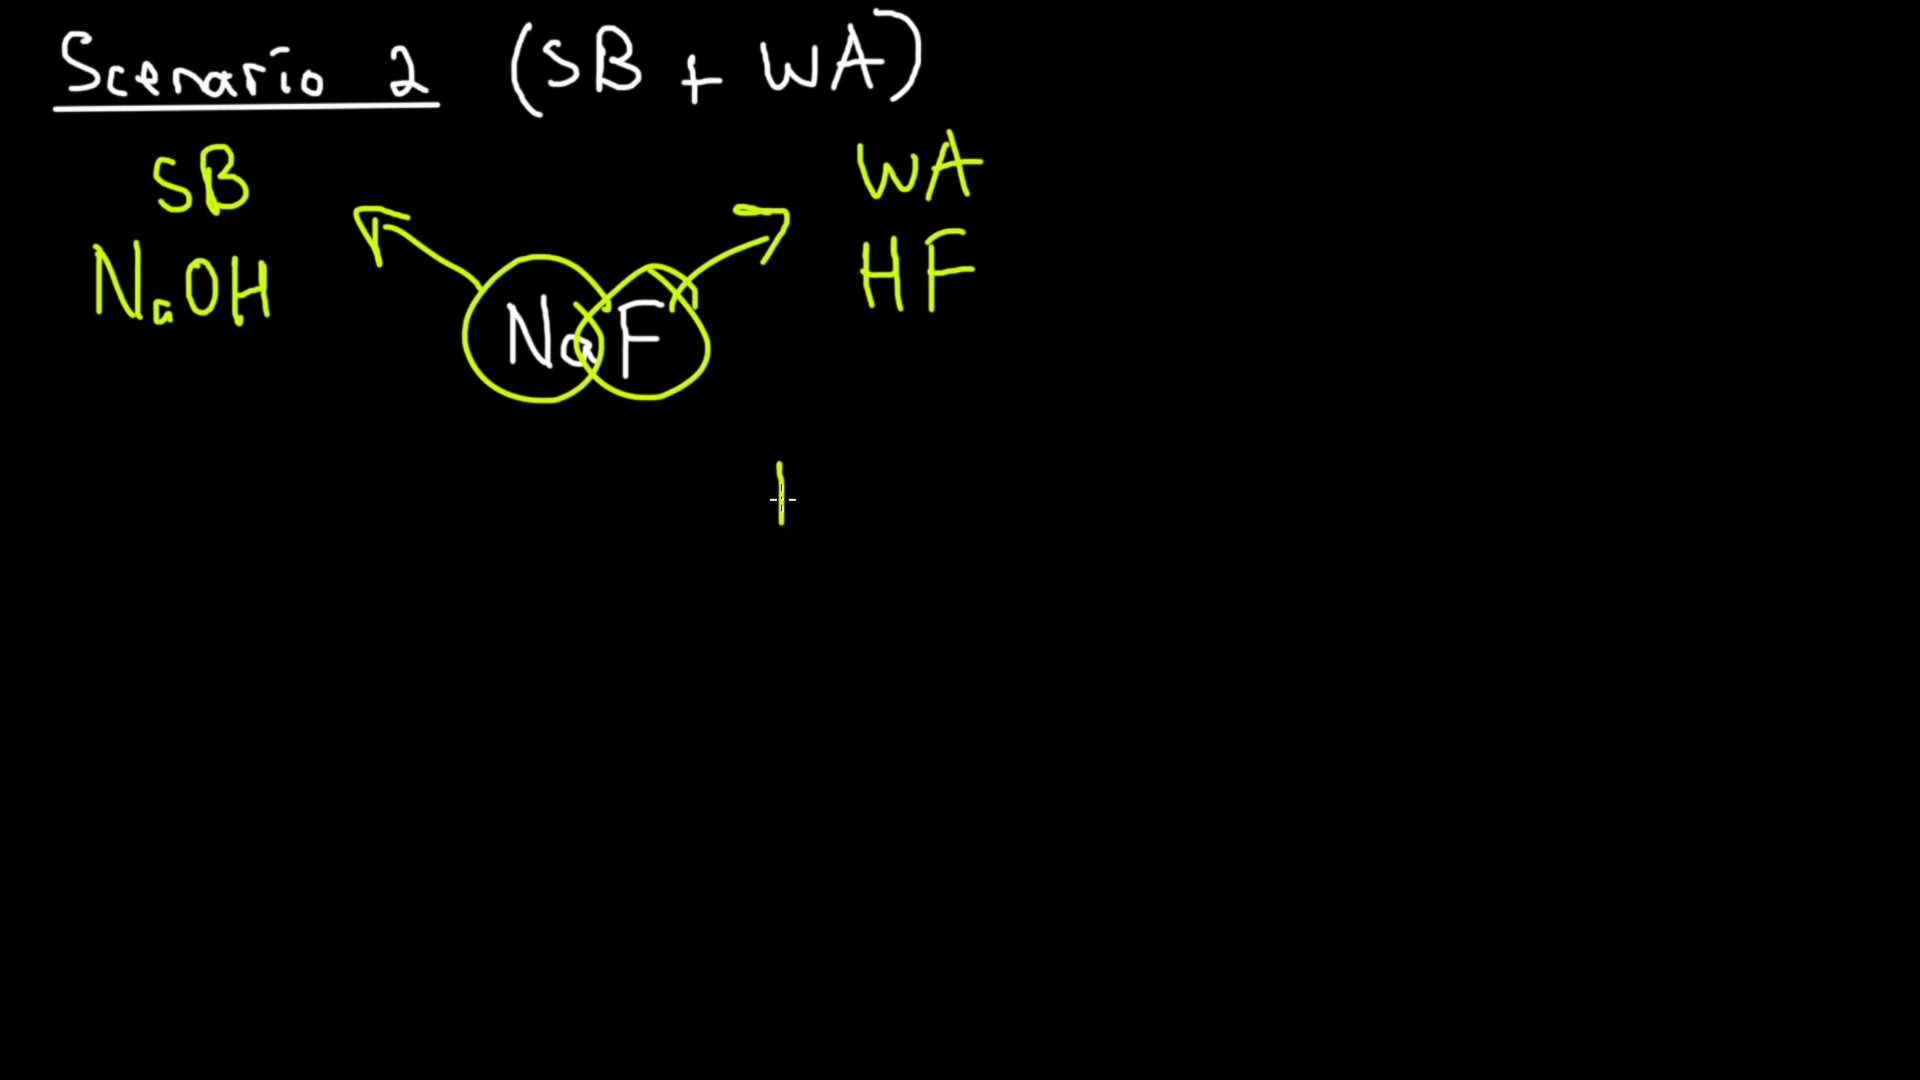 Scenario 2 (SB + WA)
SB
WA
NaOH
HF
NaF